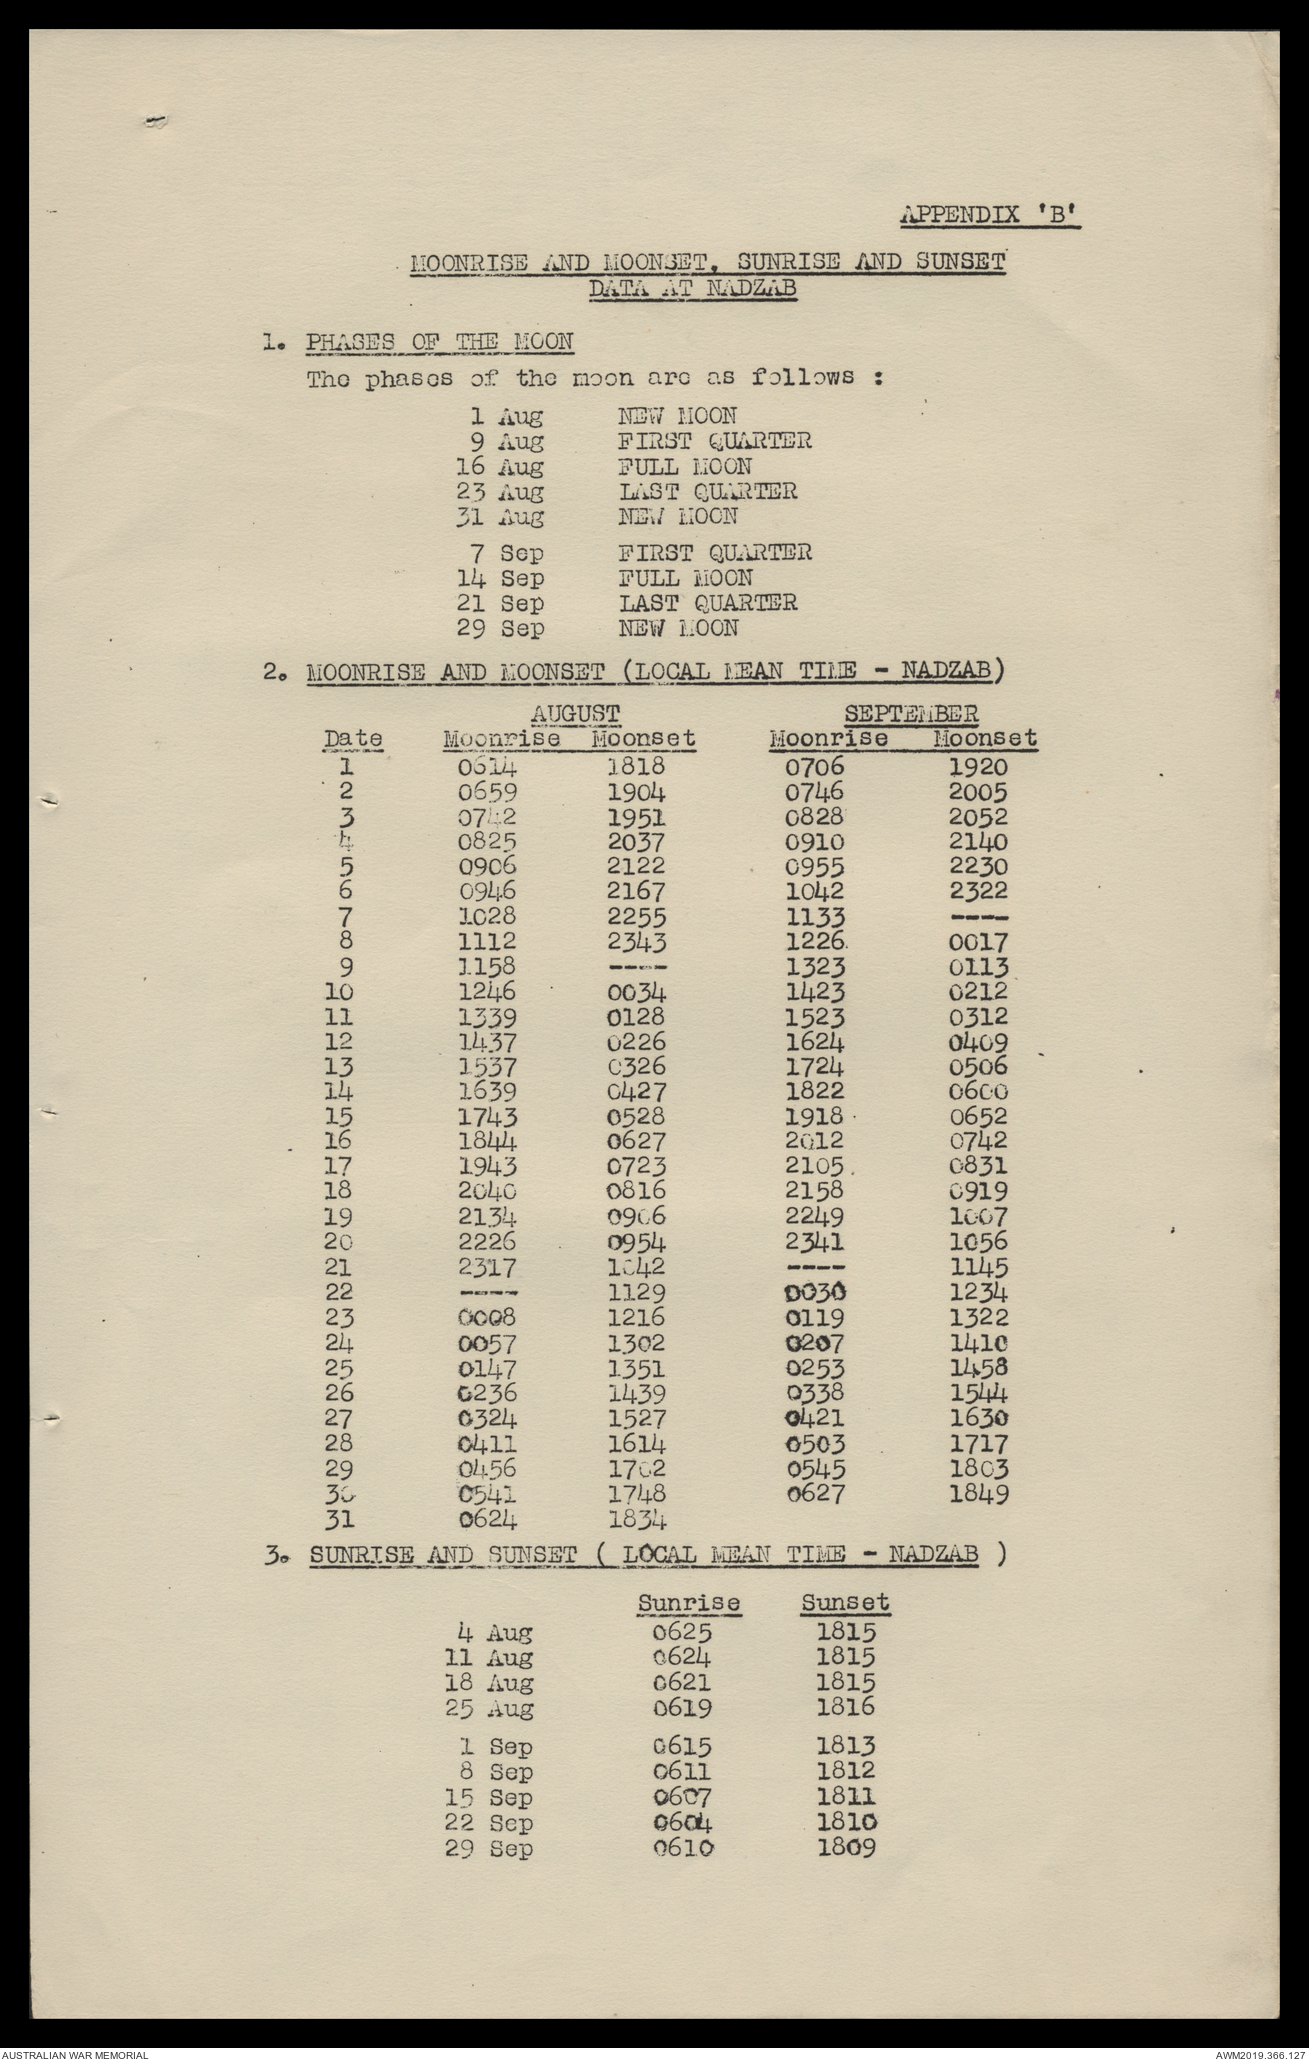 APPENDIX 'B'
MOONRISE AND MOONSET, SUNRISE AND SUNSET
DATA AT NADZAB
1. PHASES OF THE MOON
The phases of the moon are as follows :
1 Aug NEW MOON
9 Aug FIRST QUARTER
16 Aug FULL MOON
23 Aug LAST QUARTER
31 Aug NEW MOON
7 Sep FIRST QUARTER
14 Sep FULL MOON
21 Sep LAST QUARTER
29 Sep NEW MOON
2. MOONRISE AND MOONSET (LOCAL MEAN TIME - NADZAB)
AUGUST SEPTEMBER
Date Moonrise Moonset Moonrise Moonset
1 0614 1818 0706 1920
2 0659 1904 0746 2005
3 0742 1951 0828 2052
4 0825 2037 0910 2140
5 0906 2122 0955 2230
6 0946 2167 1042 2322
7 1028 2255 1133 ----
8 1112 2343 1226 0017
9 1158 ---- 1323 0113
10 1246 0034 1423 0212
11 1339 0128 1523 0312
12 1437 0226 1624 0409
13 1537 0326 1724 0506
14 1639 0427 1822 0600
15 1743 0528 1918 0652
16 1844 0627 2012 0742
17 1943 0723 2105 0831
18 2040 0816 2158 0919
19 2134 0906 2249 1007
20 2226 0954 2341 1056
21 2317 1042 ---- 1145
22 ---- 1129 0030 1234
23 0008 1216 0119 1322
24 0057 1302 0207 1410
25 0147 1351 0253 1458
26 0236 1439 0338 1544
27 0324 1527 0421 1630
28 0411 1614 0503 1717
29 0456 1702 0545 1803
30 0541 1748 0627 1849
31 0624 1834
3. SUNRISE AND SUNSET ( LOCAL MEAN TIME - NADZAB )
Sunrise Sunset
4 Aug 0625 1815
11 Aug 0624 1815
18 Aug 0621 1815
25 Aug 0619 1816
1 Sep 0615 1813
8 Sep 0611 1812
15 Sep 0607 1811
22 Sep 0604 1810
29 Sep 0610 1809
AUSTRALIAN WAR MEMORIAL AWM2019.366.127